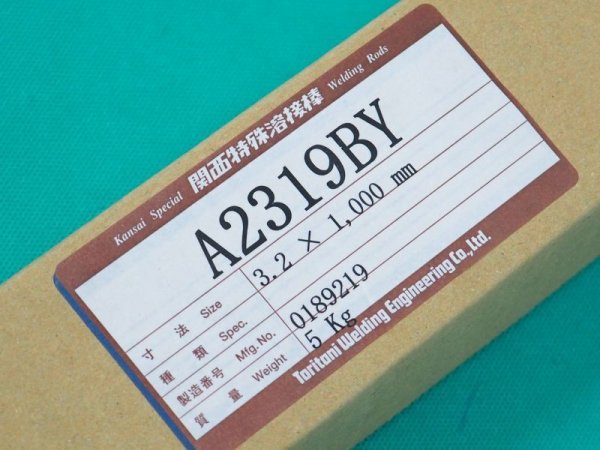 Kansai Special 関西特殊溶接棒 Welding Rods
A2319BY
寸法 Size 3.2 × 1,000 mm
種類 Spec.
製造番号 Mfg. No. 0189219
質量 Weight 5 Kg
Toritani Welding Engineering Co., Ltd.